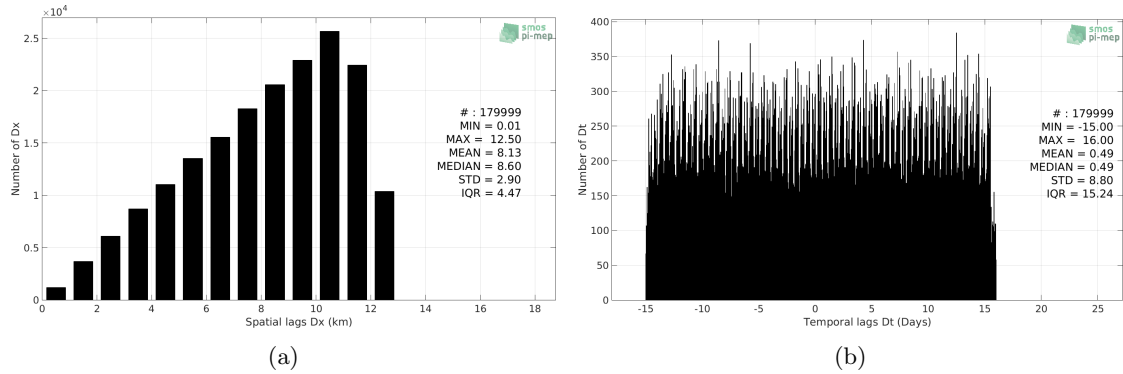 ×10⁴
2.5
2
1.5
1
0.5
0
Number of Dx
0 2 4 6 8 10 12 14 16 18
Spatial lags Dx (km)
smos
pi-mep
# : 179999
MIN = 0.01
MAX = 12.50
MEAN = 8.13
MEDIAN = 8.60
STD = 2.90
IQR = 4.47
(a)
400
350
300
250
200
150
100
50
0
Number of Dt
-15 -10 -5 0 5 10 15 20 25
Temporal lags Dt (Days)
smos
pi-mep
# : 179999
MIN = -15.00
MAX = 16.00
MEAN = 0.49
MEDIAN = 0.49
STD = 8.80
IQR = 15.24
(b)